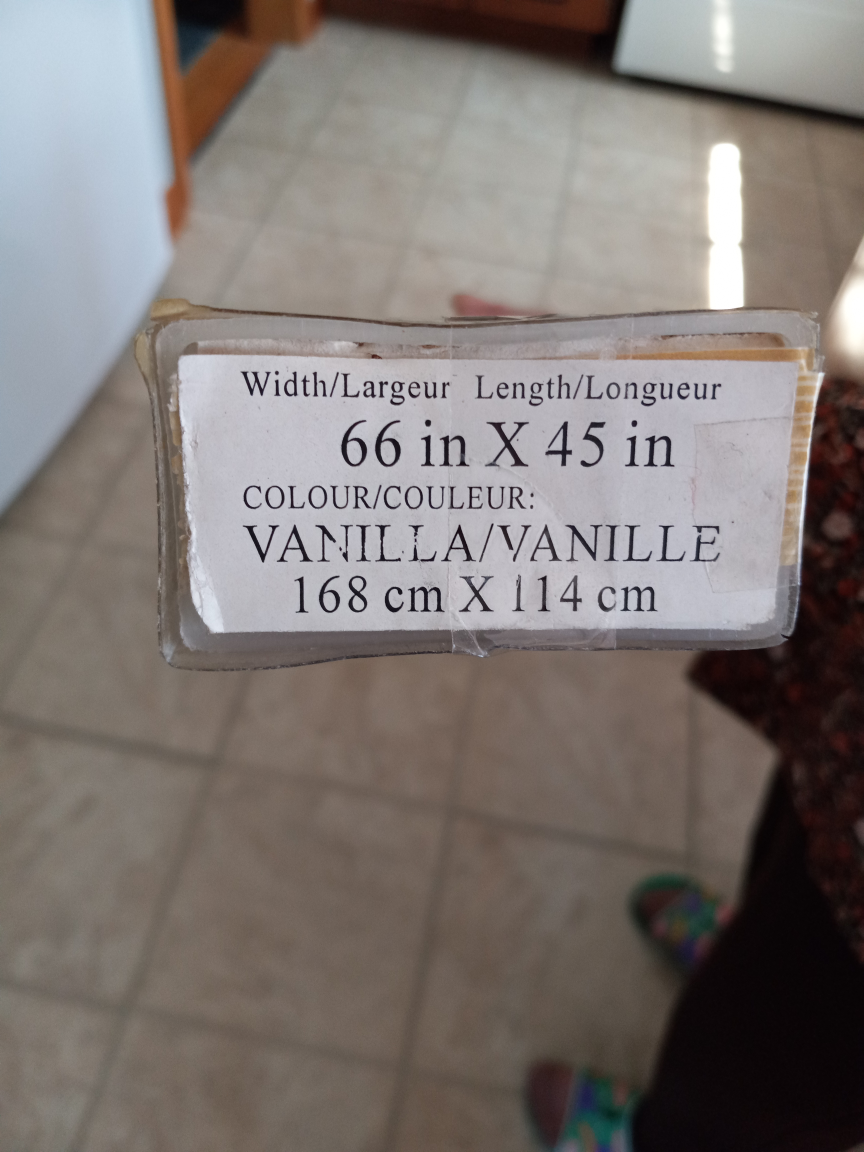 Width/Largeur Length/Longueur
66 in X 45 in
COLOUR/COULEUR:
VANILLA/VANILLE
168 cm X 114 cm